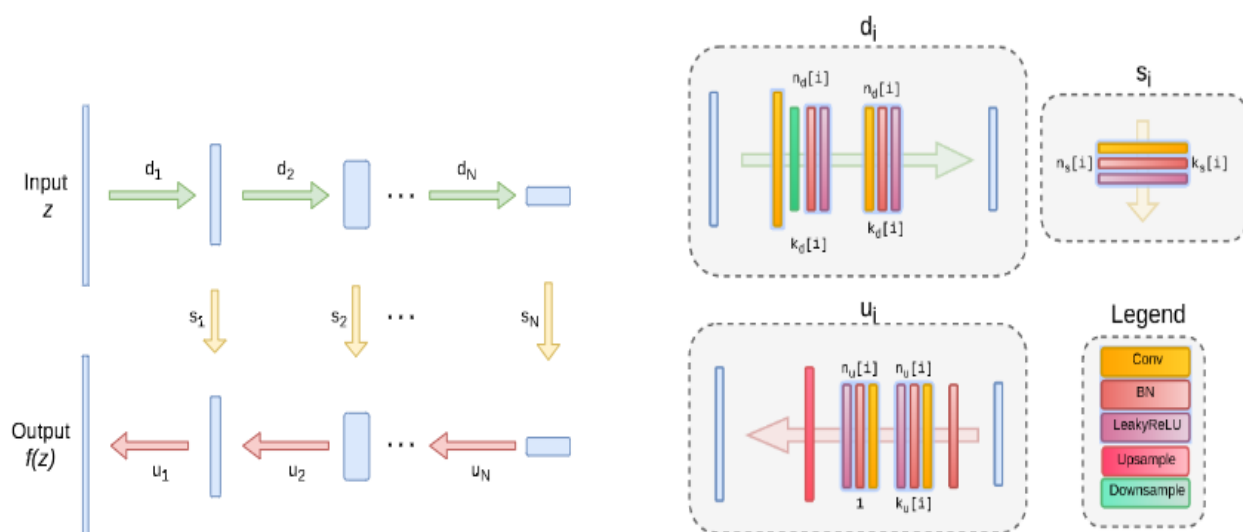 Input
z
d1
d2
...
dN
s1
s2
...
sN
Output
f(z)
u1
u2
...
uN
di
nd[i]
nd[i]
kd[i]
kd[i]
si
ns[i]
ks[i]
ui
nu[i]
nu[i]
1
ku[i]
Legend
Conv
BN
LeakyReLU
Upsample
Downsample